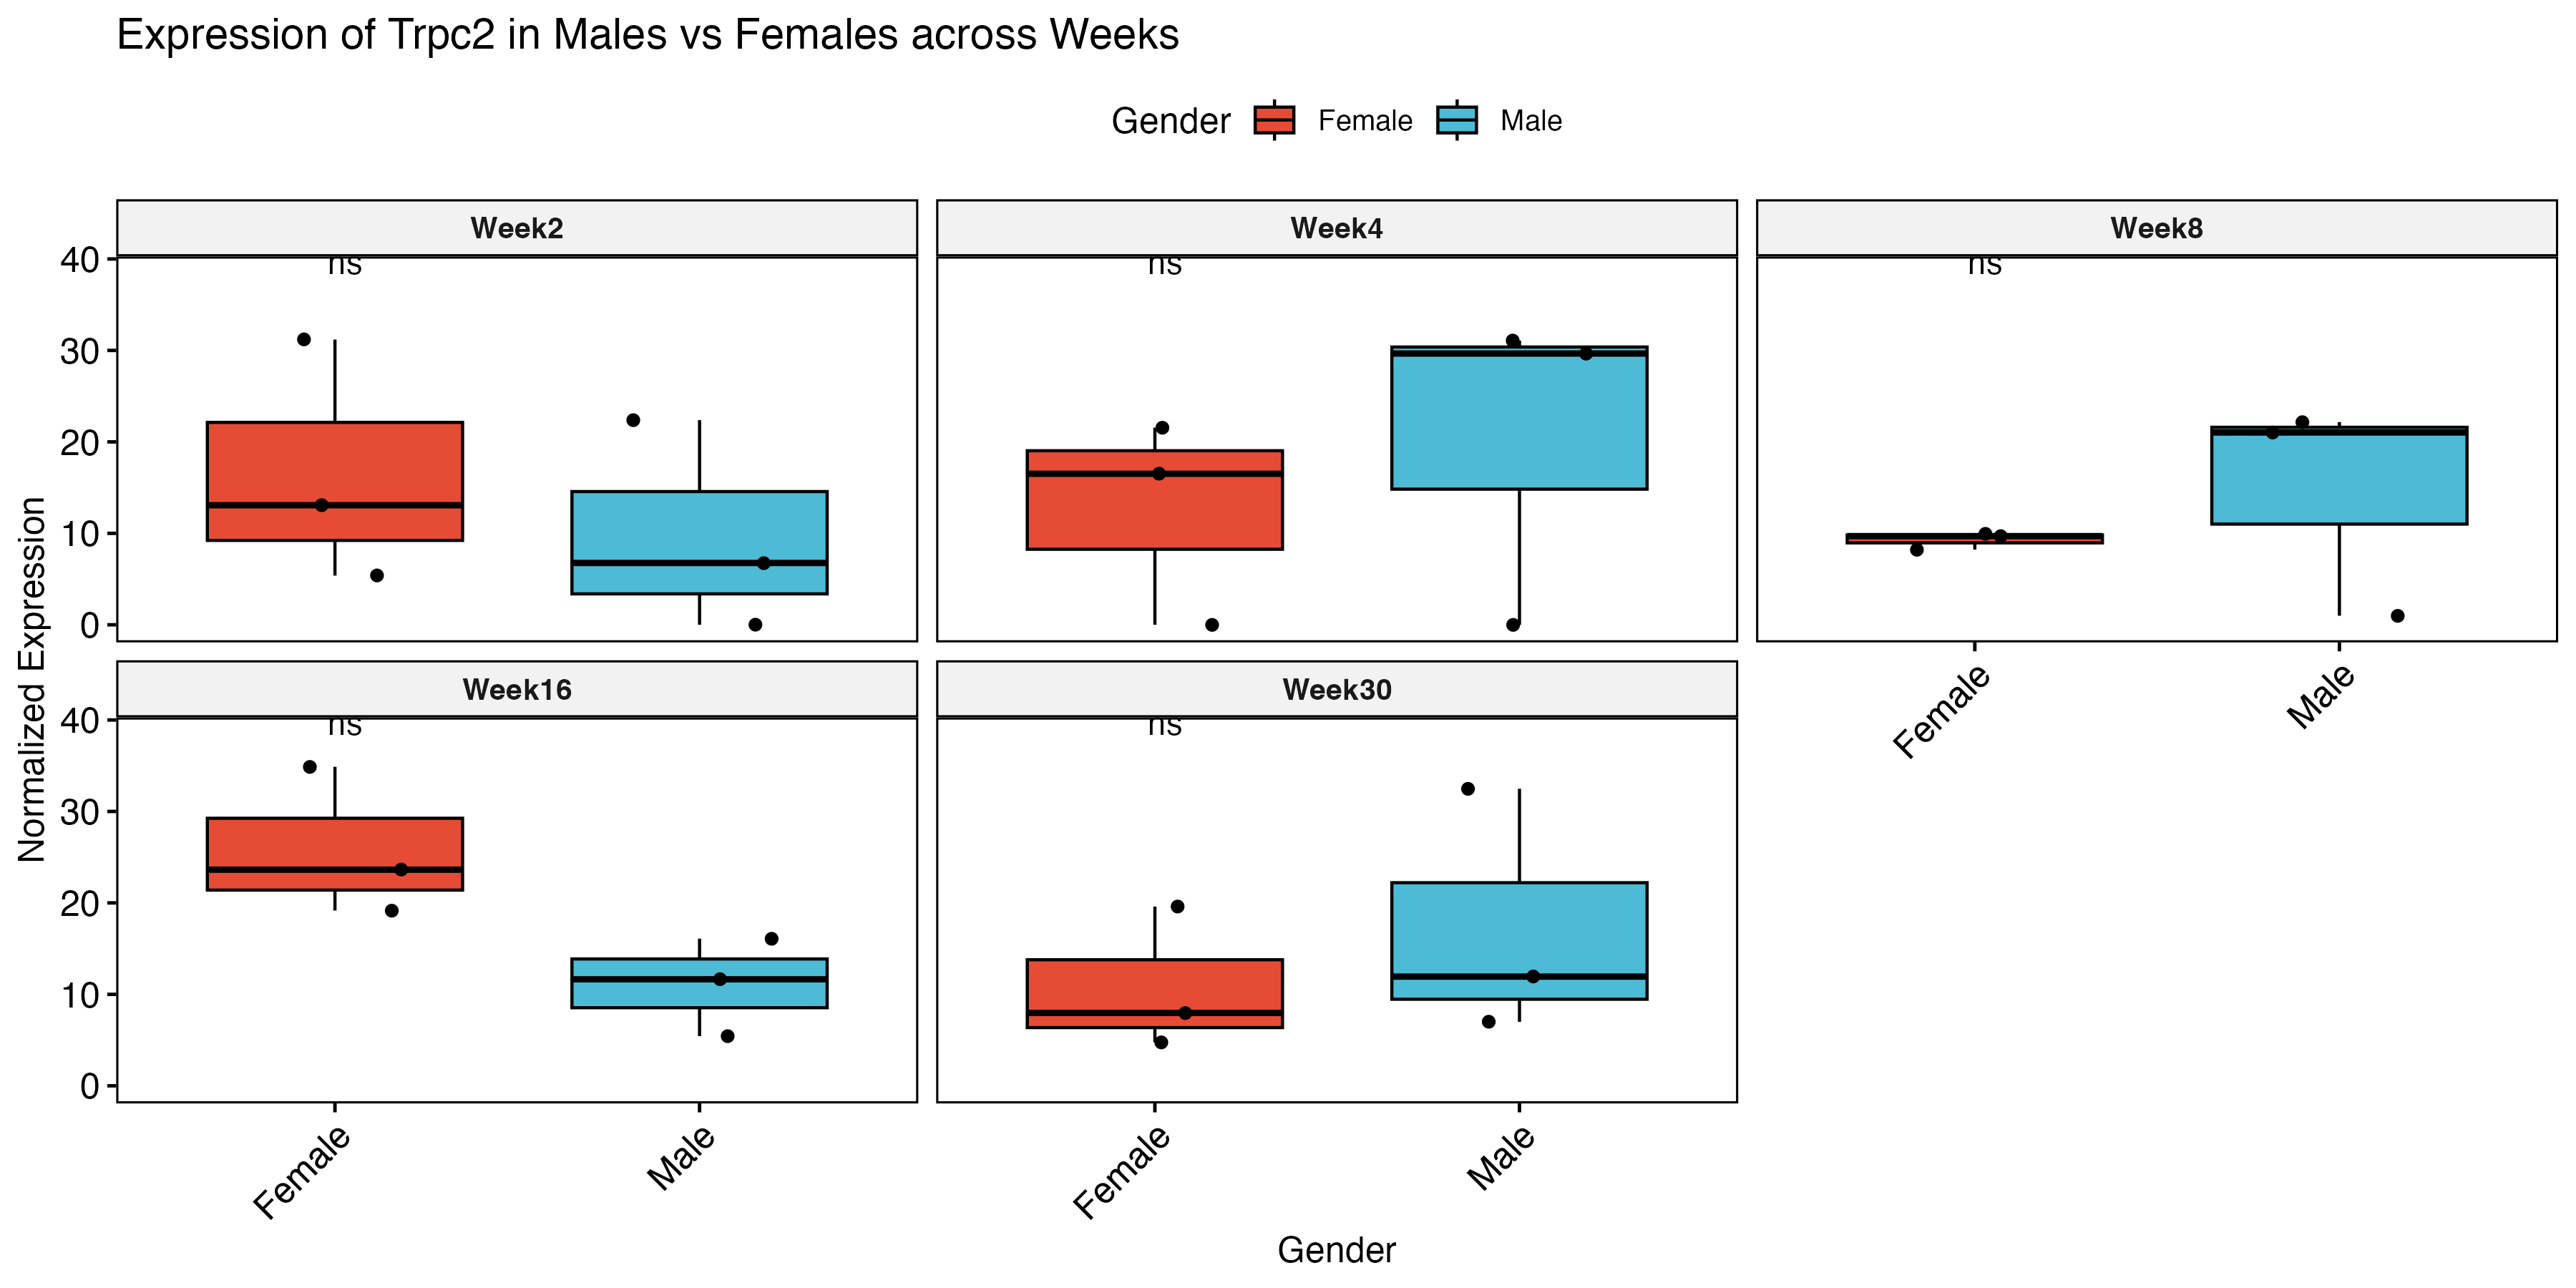 Expression of Trpc2 in Males vs Females across Weeks
Gender Female Male
Week2 Week4 Week8
ns ns ns
40
30
20
10
0
Normalized Expression
Female Male
Week16 Week30
ns ns
40
30
20
10
0
Female Male Female Male
Gender